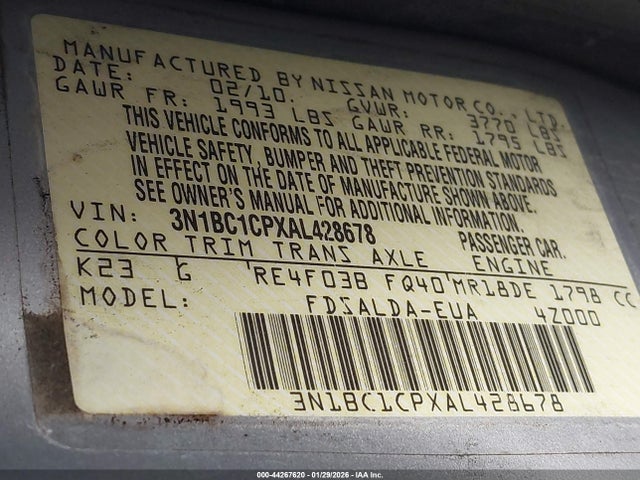 MANUFACTURED BY NISSAN MOTOR CO., LTD.
DATE: 02/10. GVWR: 3770 LBS
GAWR FR: 1993 LBS GAWR RR: 1795 LBS
THIS VEHICLE CONFORMS TO ALL APPLICABLE FEDERAL MOTOR
VEHICLE SAFETY, BUMPER AND THEFT PREVENTION STANDARDS
IN EFFECT ON THE DATE OF MANUFACTURE SHOWN ABOVE.
SEE OWNER'S MANUAL FOR ADDITIONAL INFORMATION.
VIN: 3N1BC1CPXAL428678 PASSENGER CAR.
COLOR TRIM TRANS AXLE ENGINE
K23 G RE4F03B FQ40 MR18DE 1798 CC
MODEL: FDSALDA-EUA 4Z000
3N1BC1CPXAL428678
000-44267620 - 01/29/2026 - IAA Inc.